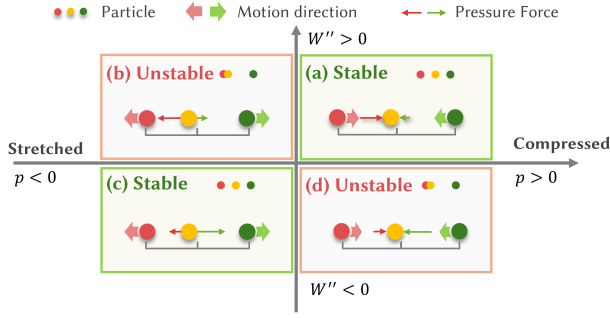 Particle
Motion direction
Pressure Force
W'' > 0
(b) Unstable
(a) Stable
Stretched
Compressed
p < 0
p > 0
(c) Stable
(d) Unstable
W'' < 0